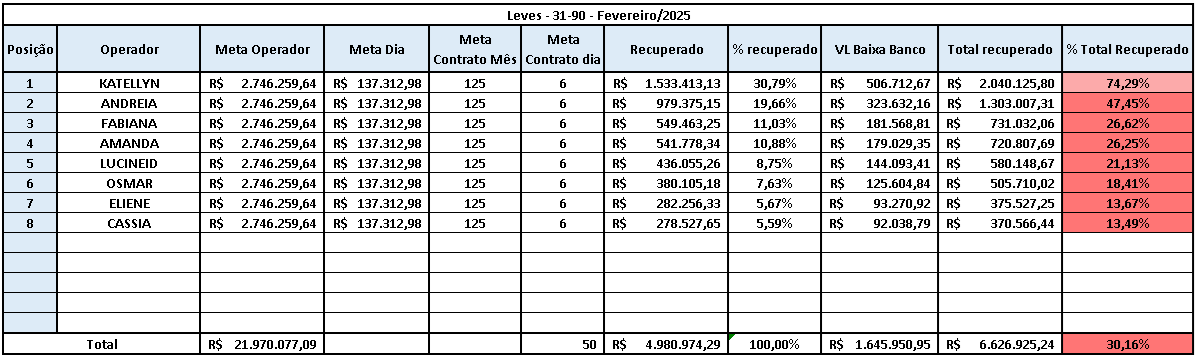 Leves - 31-90 - Fevereiro/2025
Posição Operador Meta Operador Meta Dia Meta Contrato Mês Meta Contrato dia Recuperado % recuperado VL Baixa Banco Total recuperado % Total Recuperado
1 KATELLYN R$ 2.746.259,64 R$ 137.312,98 125 6 R$ 1.533.413,13 30,79% R$ 506.712,67 R$ 2.040.125,80 74,29%
2 ANDREIA R$ 2.746.259,64 R$ 137.312,98 125 6 R$ 979.375,15 19,66% R$ 323.632,16 R$ 1.303.007,31 47,45%
3 FABIANA R$ 2.746.259,64 R$ 137.312,98 125 6 R$ 549.463,25 11,03% R$ 181.568,81 R$ 731.032,06 26,62%
4 AMANDA R$ 2.746.259,64 R$ 137.312,98 125 6 R$ 541.778,34 10,88% R$ 179.029,35 R$ 720.807,69 26,25%
5 LUCINEID R$ 2.746.259,64 R$ 137.312,98 125 6 R$ 436.055,26 8,75% R$ 144.093,41 R$ 580.148,67 21,13%
6 OSMAR R$ 2.746.259,64 R$ 137.312,98 125 6 R$ 380.105,18 7,63% R$ 125.604,84 R$ 505.710,02 18,41%
7 ELIENE R$ 2.746.259,64 R$ 137.312,98 125 6 R$ 282.256,33 5,67% R$ 93.270,92 R$ 375.527,25 13,67%
8 CASSIA R$ 2.746.259,64 R$ 137.312,98 125 6 R$ 278.527,65 5,59% R$ 92.038,79 R$ 370.566,44 13,49%
Total R$ 21.970.077,09 50 R$ 4.980.974,29 100,00% R$ 1.645.950,95 R$ 6.626.925,24 30,16%